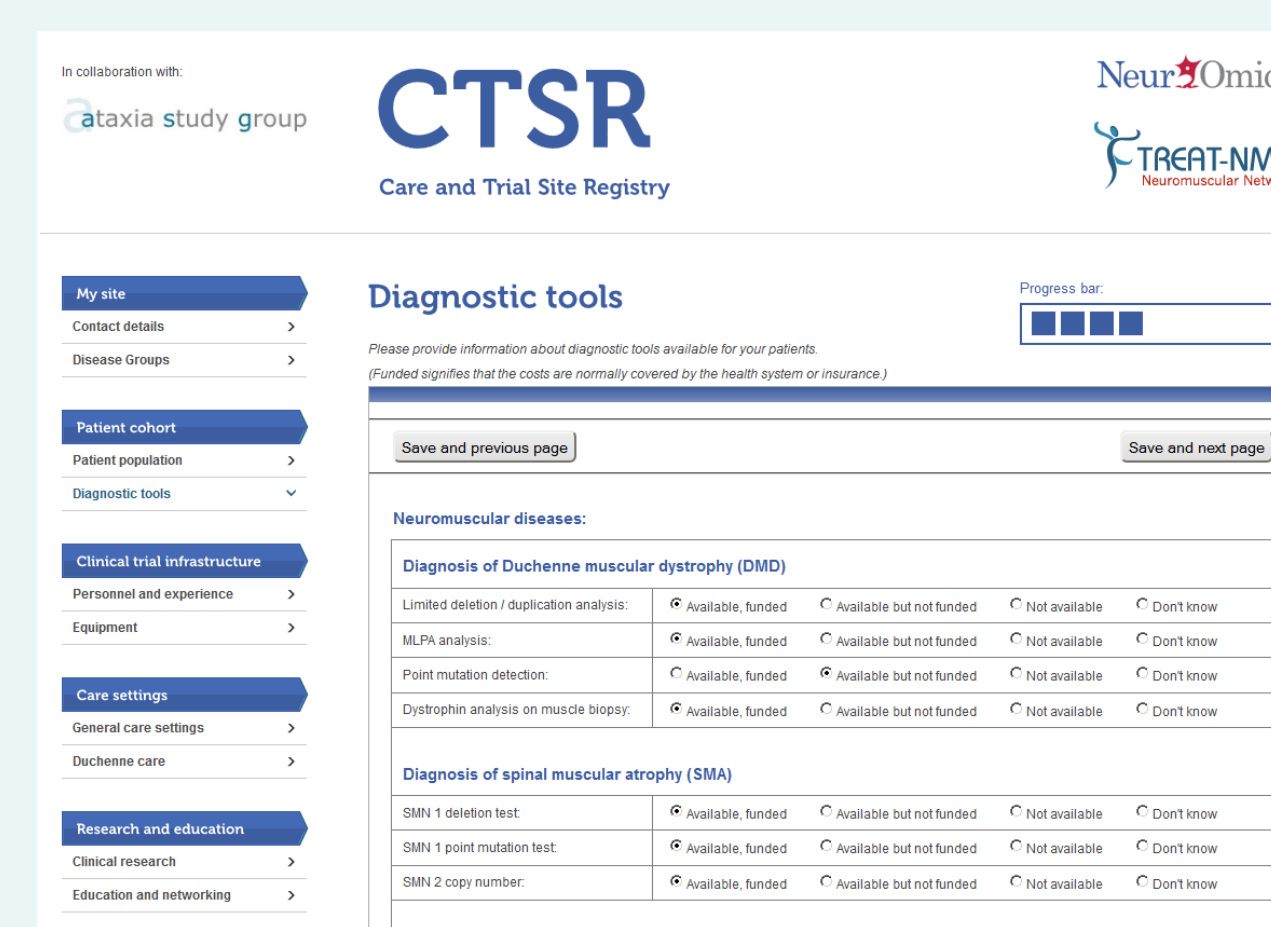 In collaboration with:
ataxia study group
CTSR
Care and Trial Site Registry
Neur Omic
TREAT-NM
Neuromuscular Netw
My site
Contact details
Disease Groups
Patient cohort
Patient population
Diagnostic tools
Clinical trial infrastructure
Personnel and experience
Equipment
Care settings
General care settings
Duchenne care
Research and education
Clinical research
Education and networking
Diagnostic tools
Progress bar:
Please provide information about diagnostic tools available for your patients.
(Funded signifies that the costs are normally covered by the health system or insurance.)
Save and previous page
Save and next page
Neuromuscular diseases:
Diagnosis of Duchenne muscular dystrophy (DMD)
Limited deletion / duplication analysis: Available, funded Available but not funded Not available Don't know
MLPA analysis: Available, funded Available but not funded Not available Don't know
Point mutation detection: Available, funded Available but not funded Not available Don't know
Dystrophin analysis on muscle biopsy: Available, funded Available but not funded Not available Don't know
Diagnosis of spinal muscular atrophy (SMA)
SMN 1 deletion test: Available, funded Available but not funded Not available Don't know
SMN 1 point mutation test: Available, funded Available but not funded Not available Don't know
SMN 2 copy number: Available, funded Available but not funded Not available Don't know